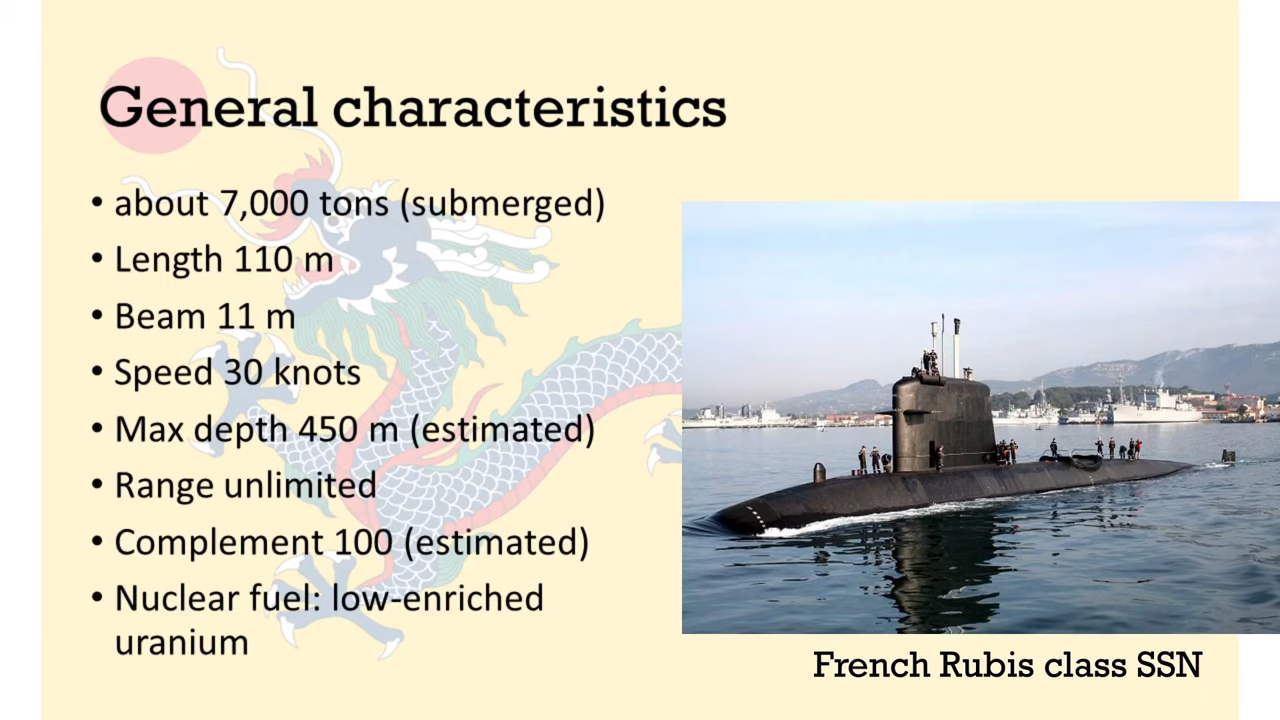 General characteristics
• about 7,000 tons (submerged)
• Length 110 m
• Beam 11 m
• Speed 30 knots
• Max depth 450 m (estimated)
• Range unlimited
• Complement 100 (estimated)
• Nuclear fuel: low-enriched
uranium
French Rubis class SSN